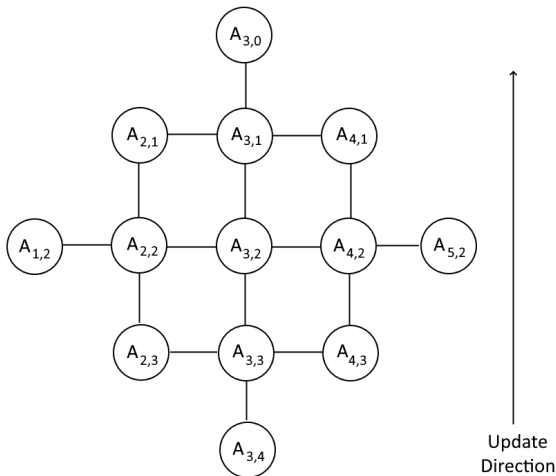 A3,0
A2,1 A3,1 A4,1
A1,2 A2,2 A3,2 A4,2 A5,2
A2,3 A3,3 A4,3
A3,4
Update
Direction